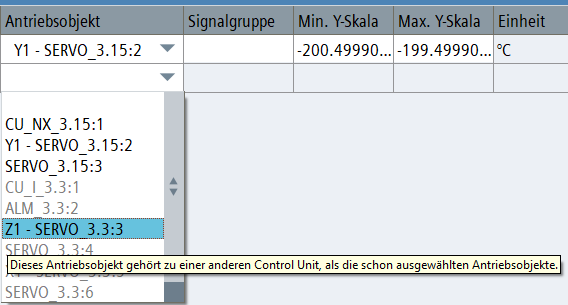 Antriebsobjekt Signalgruppe Min. Y-Skala Max. Y-Skala Einheit
Y1 - SERVO_3.15:2 -200.49990... -199.49990... °C
CU_NX_3.15:1
Y1 - SERVO_3.15:2
SERVO_3.15:3
CU_I_3.3:1
ALM_3.3:2
Z1 - SERVO_3.3:3
SERVO_3.3:4
Dieses Antriebsobjekt gehört zu einer anderen Control Unit, als die schon ausgewählten Antriebsobjekte.
SERVO_3.3:6